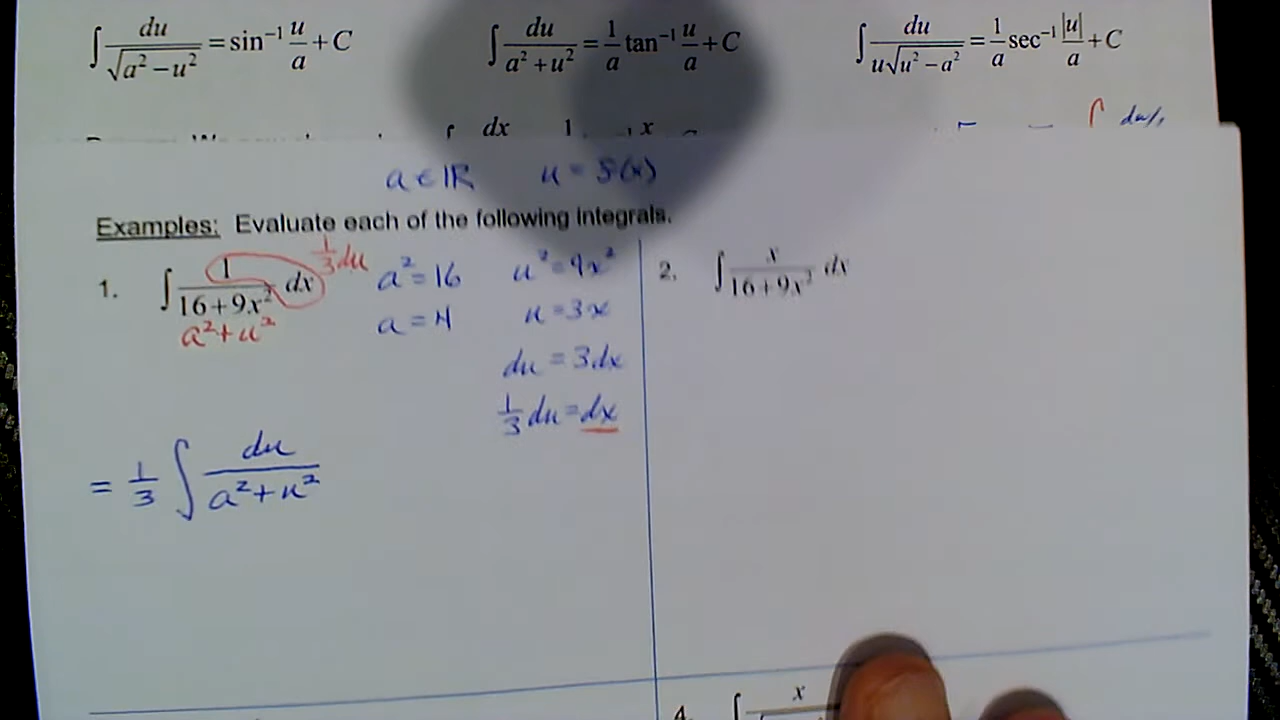 ∫ du/√(a² − u²) = sin⁻¹ u/a + C
∫ du/(a² + u²) = 1/a tan⁻¹ u/a + C
∫ du/(u√(u² − a²)) = 1/a sec⁻¹ |u|/a + C
dx 1 x
a ∈ ℝ u = f(x)
Examples: Evaluate each of the following integrals.
1. ∫ 1/(16+9x²) dx
1/3 du
a² + u²
a² = 16
a = 4
u² = 9x²
u = 3x
du = 3dx
1/3 du = dx
= 1/3 ∫ du/(a² + u²)
2. ∫ x/(16+9x²) dx
4. ∫ x